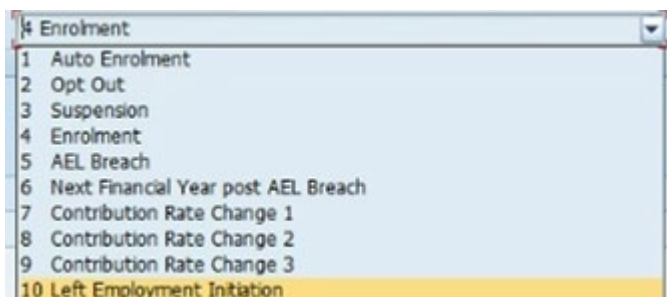 4 Enrolment
1 Auto Enrolment
2 Opt Out
3 Suspension
4 Enrolment
5 AEL Breach
6 Next Financial Year post AEL Breach
7 Contribution Rate Change 1
8 Contribution Rate Change 2
9 Contribution Rate Change 3
10 Left Employment Initiation